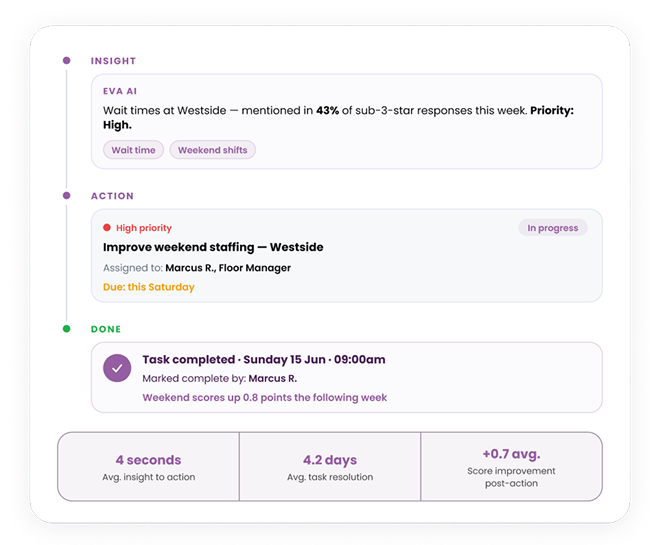 INSIGHT
EVA AI
Wait times at Westside — mentioned in 43% of sub-3-star responses this week. Priority:
High.
Wait time
Weekend shifts
ACTION
High priority
In progress
Improve weekend staffing — Westside
Assigned to: Marcus R., Floor Manager
Due: this Saturday
DONE
Task completed · Sunday 15 Jun · 09:00am
Marked complete by: Marcus R.
Weekend scores up 0.8 points the following week
4 seconds
Avg. insight to action
4.2 days
Avg. task resolution
+0.7 avg.
Score improvement
post-action